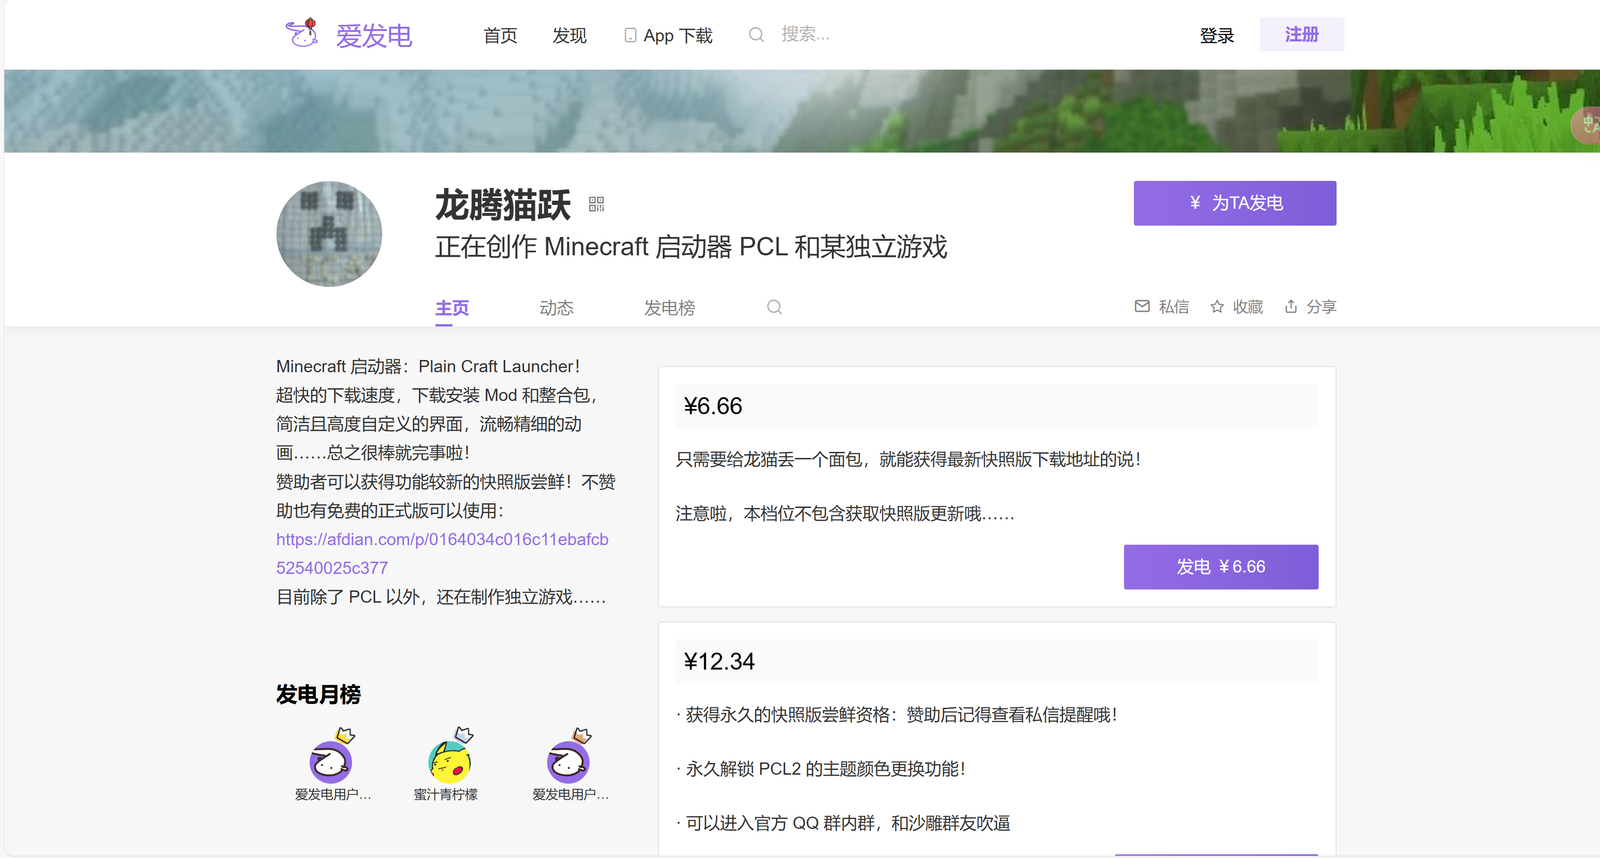 爱发电
首页
发现
App 下载
搜索...
登录
注册
龙腾猫跃
正在创作 Minecraft 启动器 PCL 和某独立游戏
¥ 为TA发电
主页
动态
发电榜
私信
收藏
分享
Minecraft 启动器：Plain Craft Launcher！
超快的下载速度，下载安装 Mod 和整合包，
简洁且高度自定义的界面，流畅精细的动
画……总之很棒就完事啦！
赞助者可以获得功能较新的快照版尝鲜！不赞
助也有免费的正式版可以使用：
https://afdian.com/p/0164034c016c11ebafcb
52540025c377
目前除了 PCL 以外，还在制作独立游戏……
发电月榜
爱发电用户...
蜜汁青柠檬
爱发电用户...
¥6.66
只需要给龙猫丢一个面包，就能获得最新快照版下载地址的说！
注意啦，本档位不包含获取快照版更新哦……
发电 ¥6.66
¥12.34
· 获得永久的快照版尝鲜资格：赞助后记得查看私信提醒哦！
· 永久解锁 PCL2 的主题颜色更换功能！
· 可以进入官方 QQ 群内群，和沙雕群友吹逼